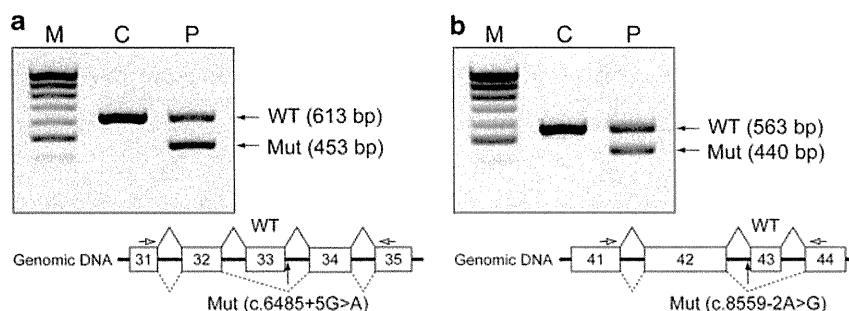 a
M C P
WT (613 bp)
Mut (453 bp)
WT
Genomic DNA 31 32 33 34 35
Mut (c.6485+5G>A)
b
M C P
WT (563 bp)
Mut (440 bp)
WT
Genomic DNA 41 42 43 44
Mut (c.8559-2A>G)